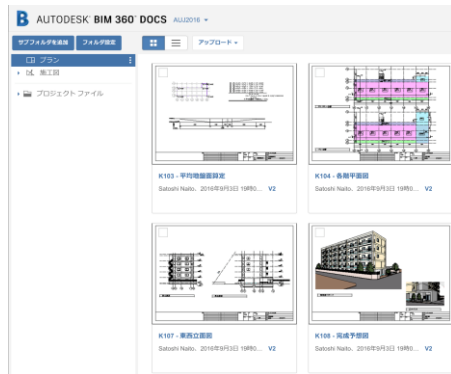 B AUTODESK® BIM 360® DOCS AUJ2016
サブフォルダを追加 フォルダ設定 アップロード
プラン
施工図
プロジェクト ファイル
K103 - 平均地盤面算定
Satoshi Naito、2016年9月3日 19時0... V2
K104 - 各階平面図
Satoshi Naito、2016年9月3日 19時0... V2
K107 - 東西立面図
Satoshi Naito、2016年9月3日 19時0... V2
K108 - 完成予想図
Satoshi Naito、2016年9月3日 19時0... V2